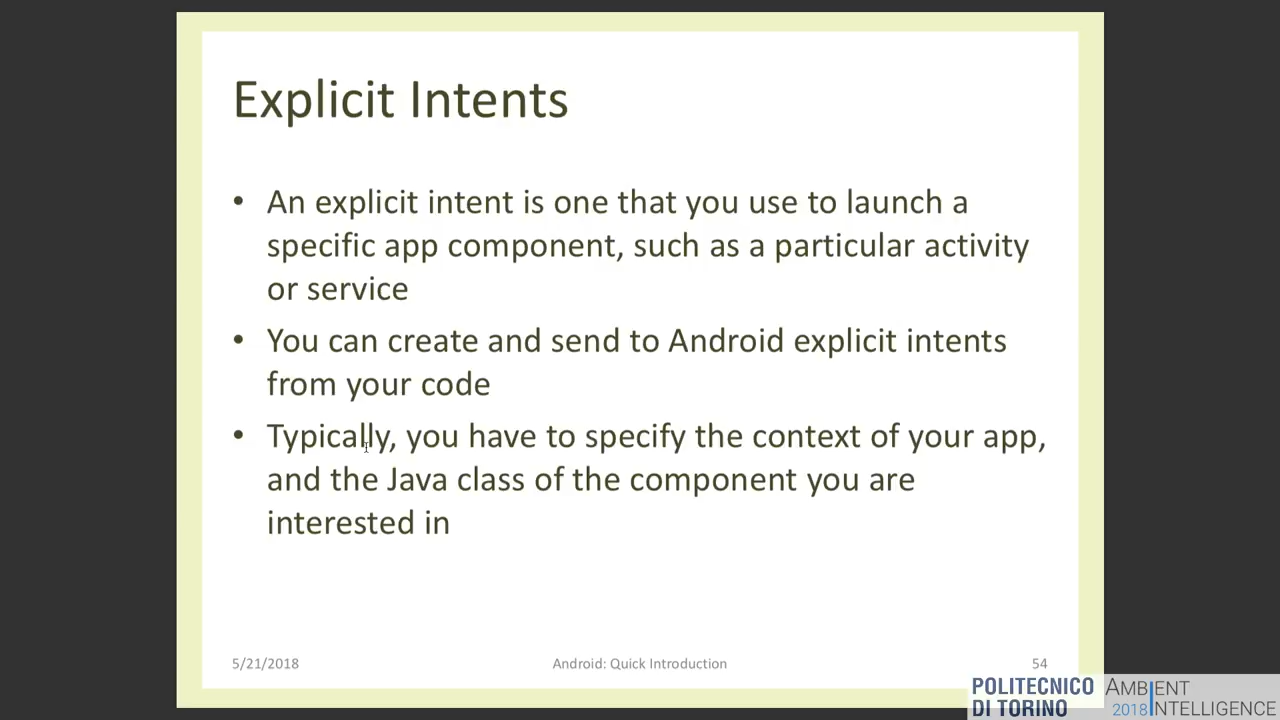 Explicit Intents
• An explicit intent is one that you use to launch a
specific app component, such as a particular activity
or service
• You can create and send to Android explicit intents
from your code
• Typically, you have to specify the context of your app,
and the Java class of the component you are
interested in
5/21/2018 Android: Quick Introduction 54
POLITECNICO
DI TORINO
AMBIENT
2018 INTELLIGENCE